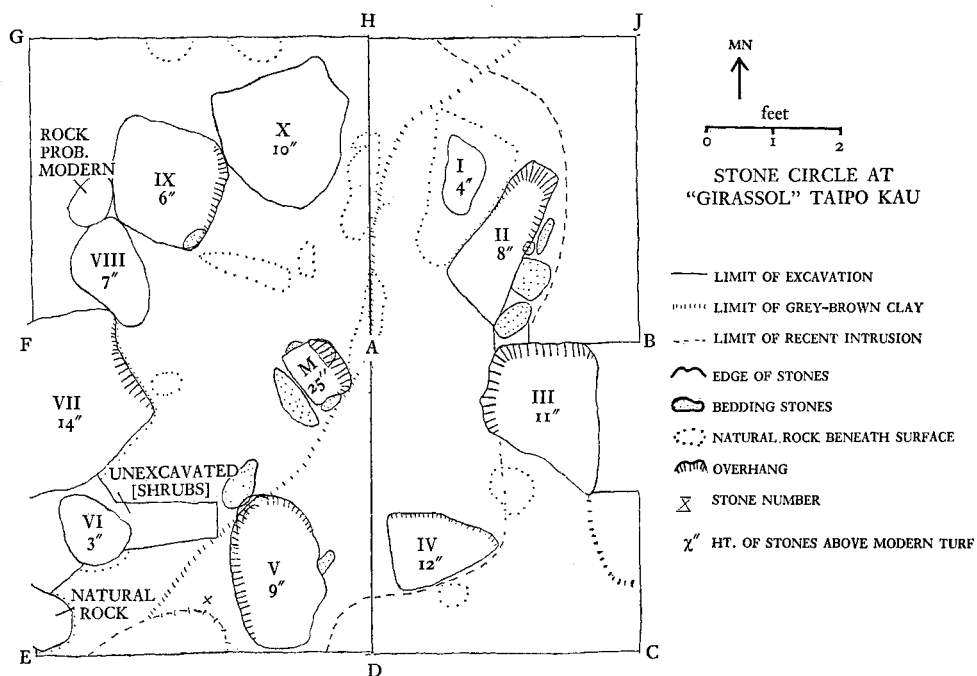 G
H
J
ROCK
PROB.
MODERN
X
10"
IX
6"
I
4"
II
8"
VIII
7"
F
A
B
M
25"
III
11"
VII
14"
UNEXCAVATED
[SHRUBS]
VI
3"
V
9"
IV
12"
NATURAL
ROCK
x
E
D
C
MN
feet
0 1 2
STONE CIRCLE AT
"GIRASSOL" TAIPO KAU
LIMIT OF EXCAVATION
LIMIT OF GREY-BROWN CLAY
LIMIT OF RECENT INTRUSION
EDGE OF STONES
BEDDING STONES
NATURAL ROCK BENEATH SURFACE
OVERHANG
X STONE NUMBER
χ" HT. OF STONES ABOVE MODERN TURF